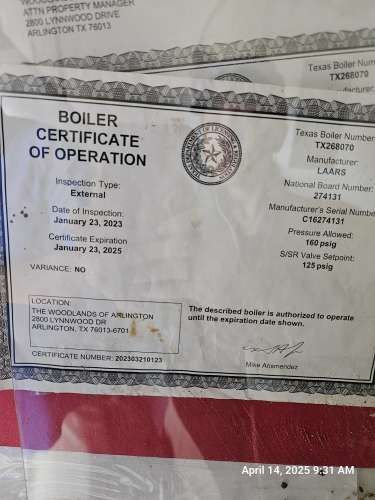 WOODLANDS
ATTN PROPERTY MANAGER
2800 LYNNWOOD DRIVE
ARLINGTON TX 76013
Texas Boiler Num
TX268070
BOILER
CERTIFICATE
OF OPERATION
Inspection Type:
External
Date of Inspection:
January 23, 2023
Certificate Expiration
January 23, 2025
VARIANCE: NO
Texas Boiler Number
TX268070
Manufacturer:
LAARS
National Board Number:
274131
Manufacturer's Serial Numbe
C16274131
Pressure Allowed:
160 psig
S/SR Valve Setpoint:
125 psig
LOCATION:
THE WOODLANDS OF ARLINGTON
2800 LYNNWOOD DR
ARLINGTON, TX 76013-6701
CERTIFICATE NUMBER: 202303210123
The described boiler is authorized to operate
until the expiration date shown.
Mike
April 14, 2025 9:31 AM